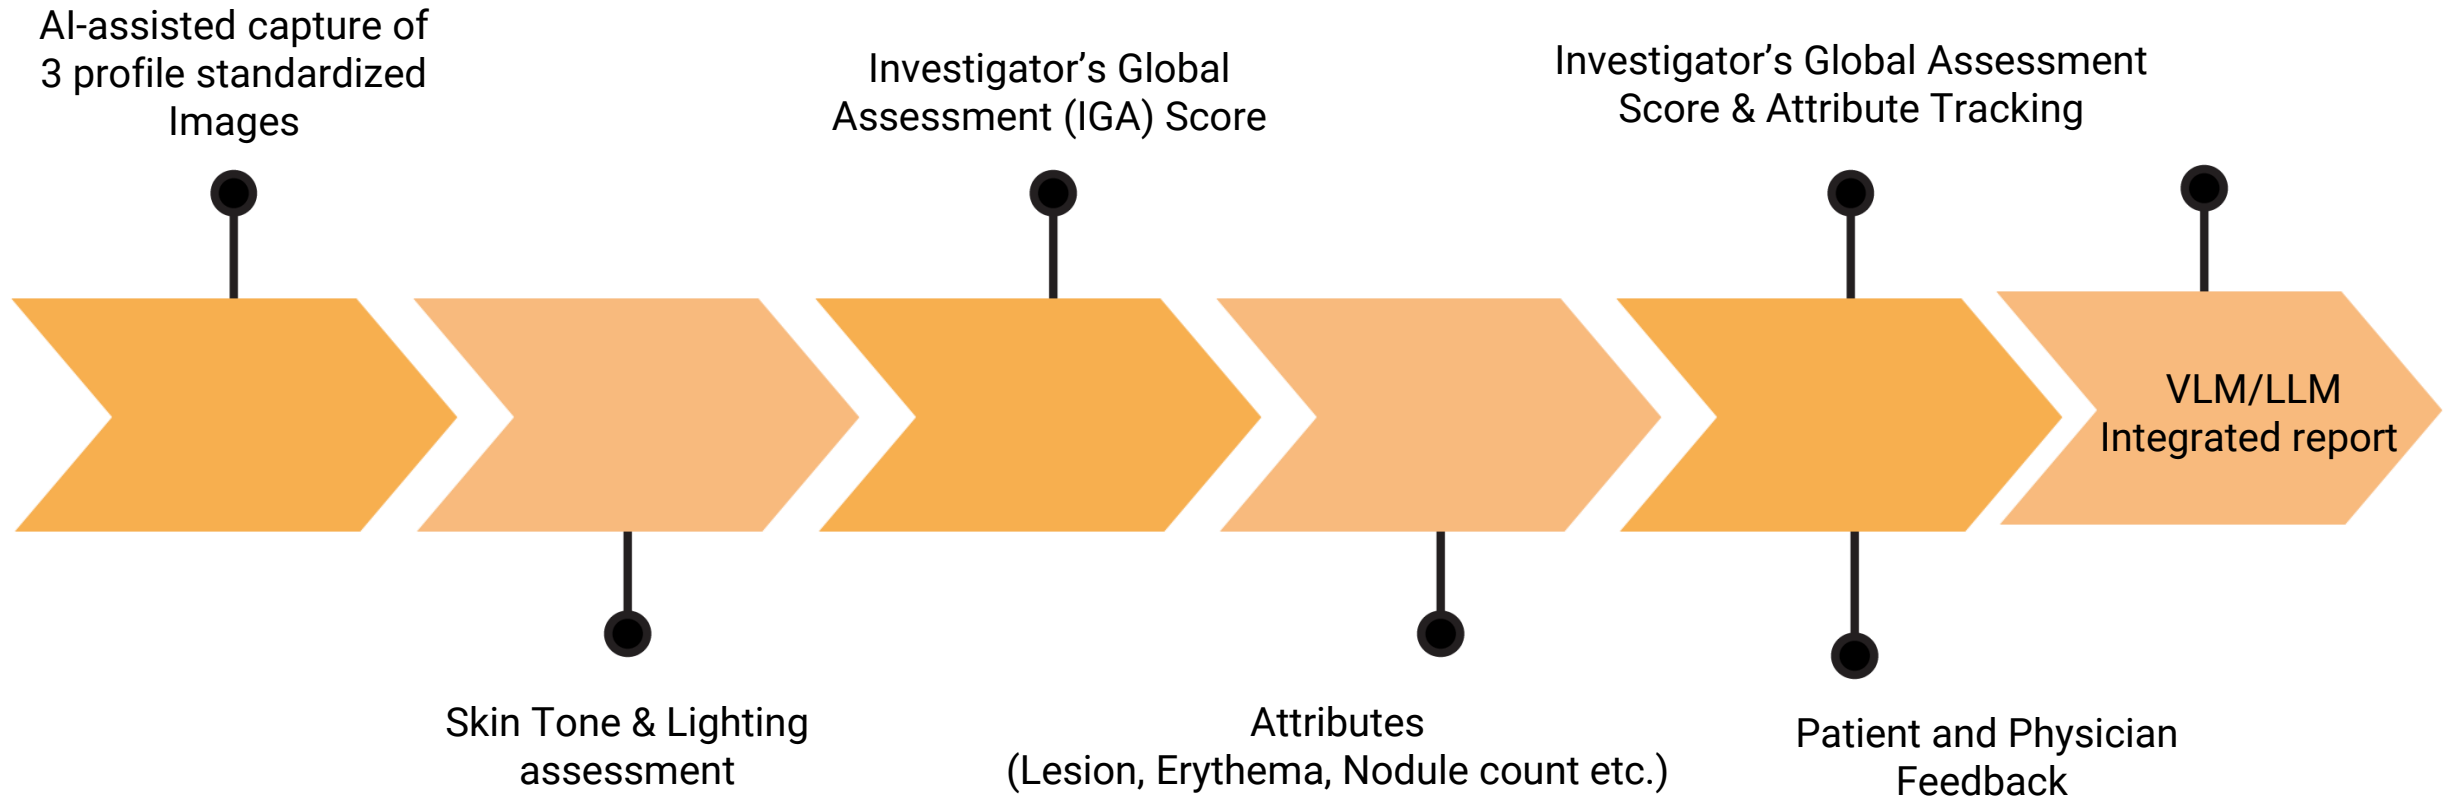 AI-assisted capture of
3 profile standardized
Images
Skin Tone & Lighting
assessment
Investigator’s Global
Assessment (IGA) Score
Attributes
(Lesion, Erythema, Nodule count etc.)
Investigator’s Global Assessment
Score & Attribute Tracking
Patient and Physician
Feedback
VLM/LLM
Integrated report